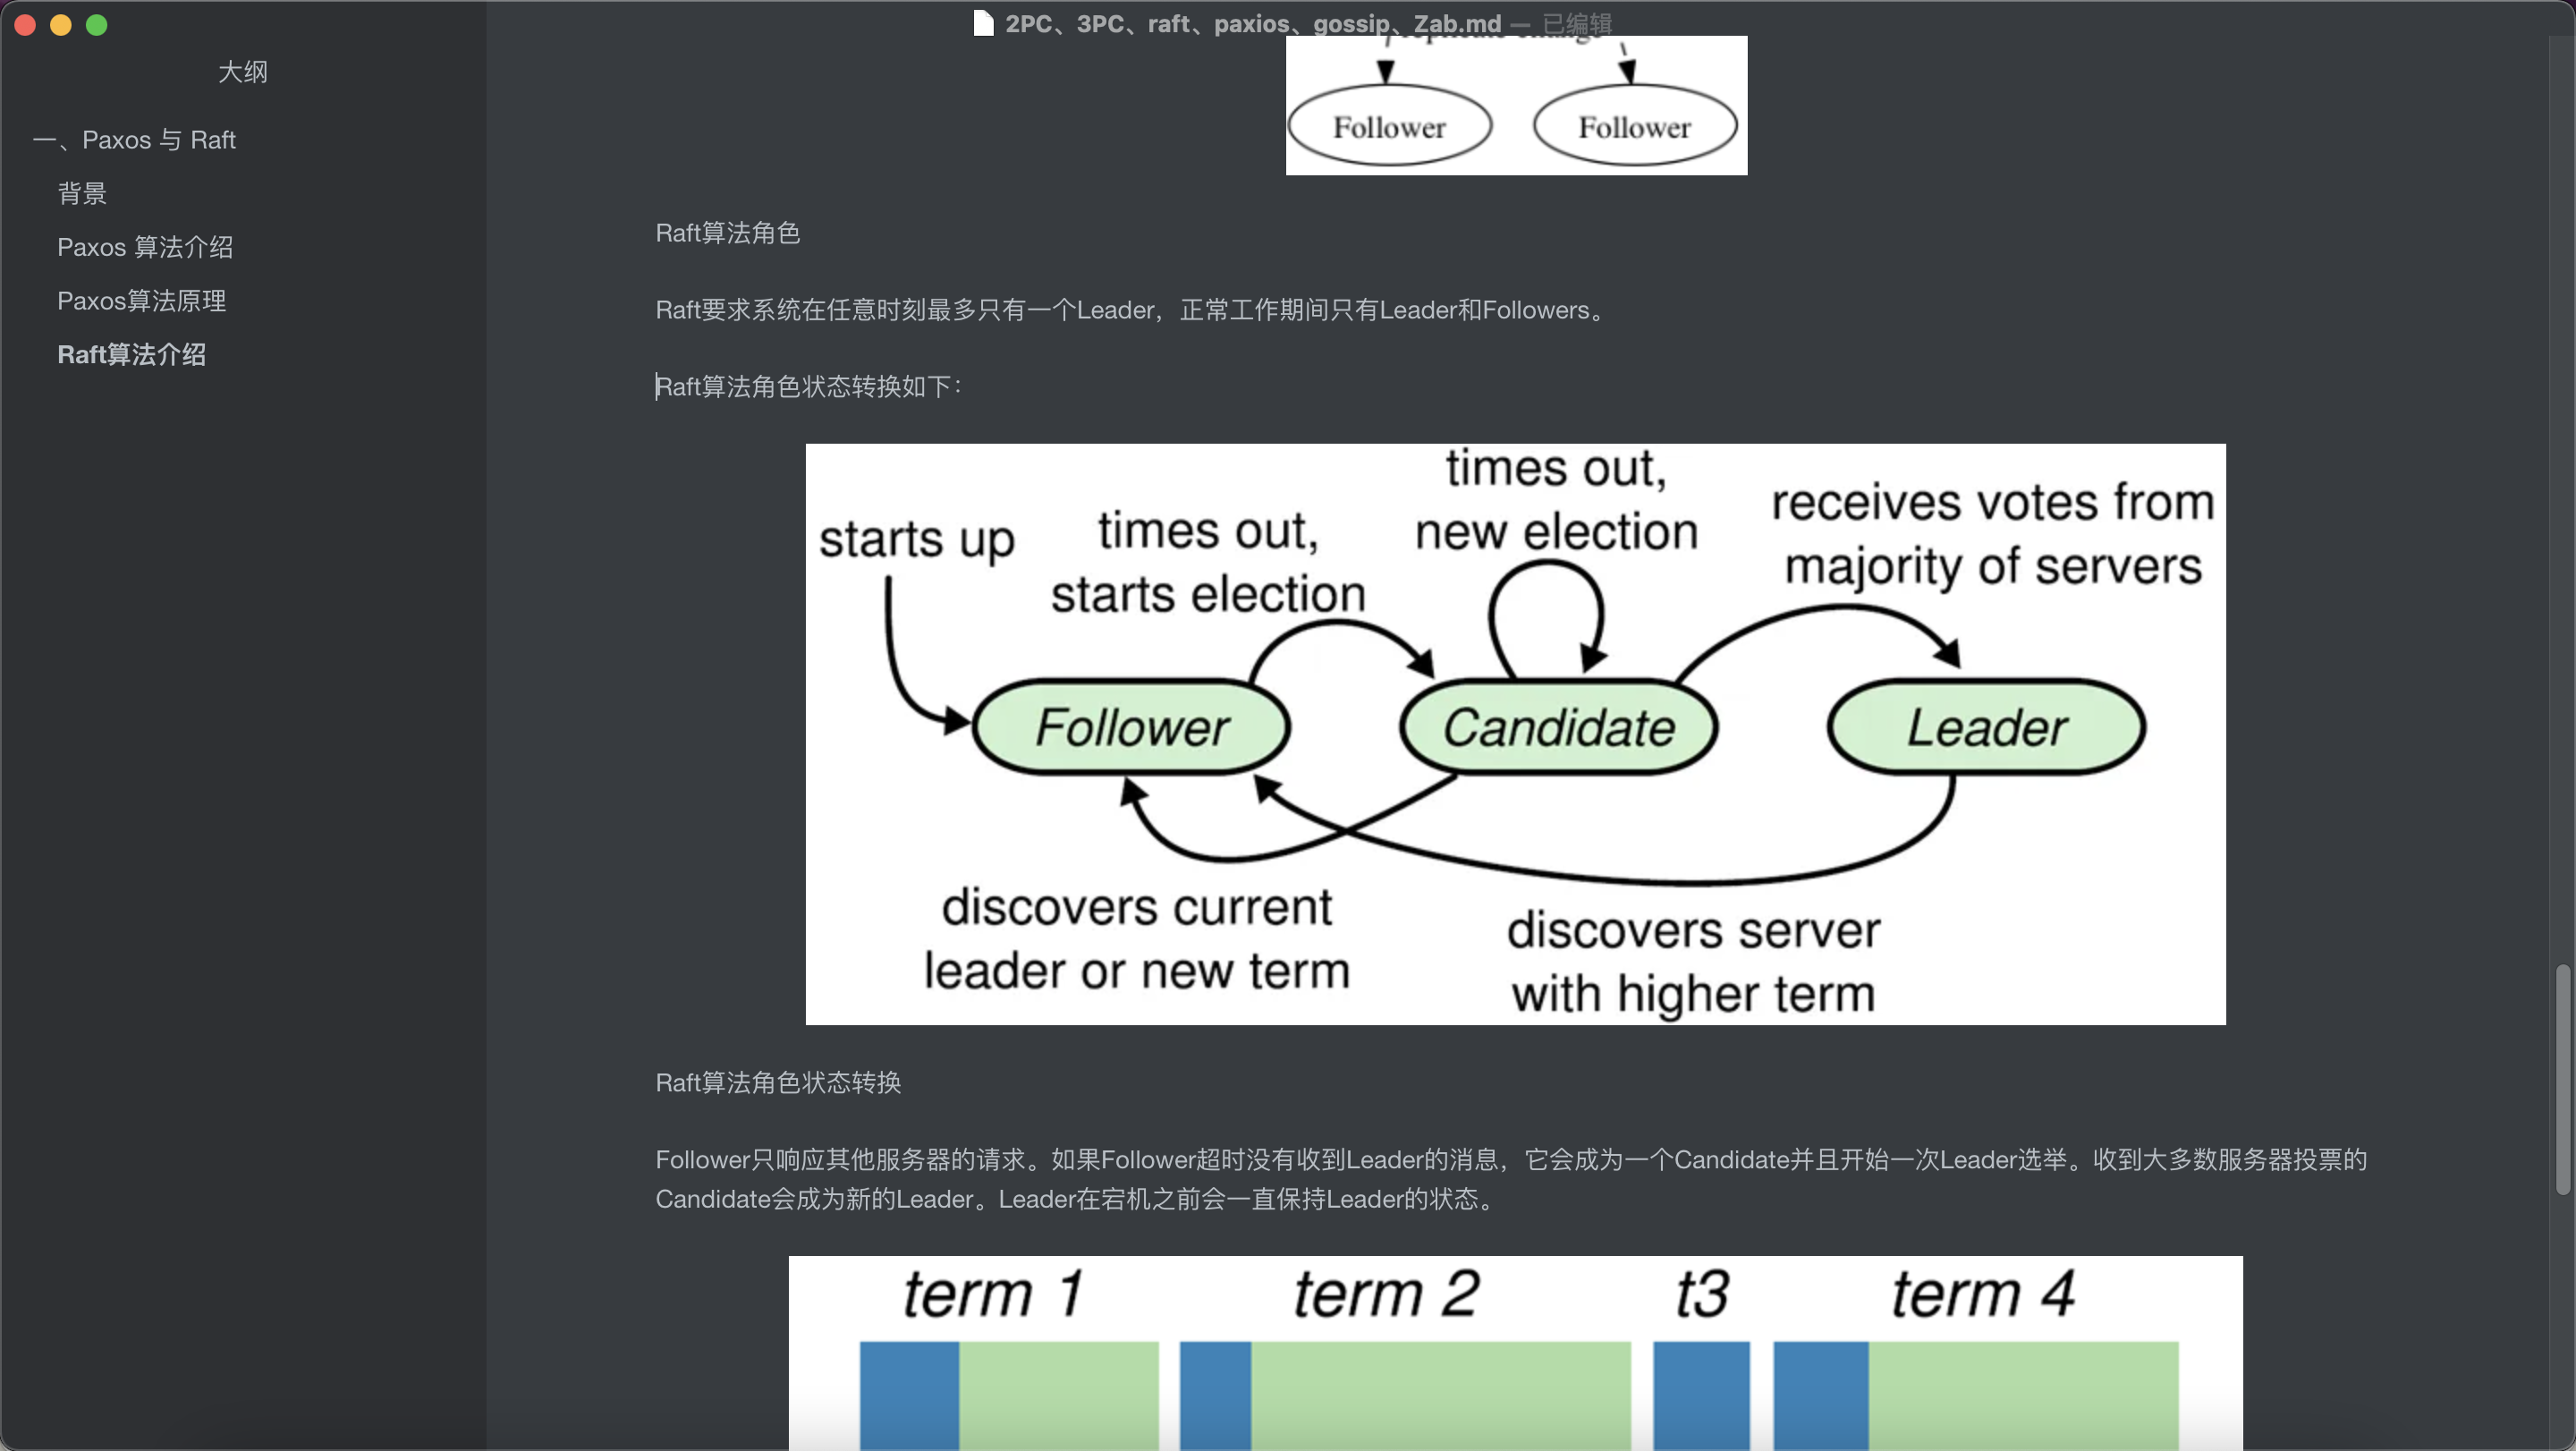 2PC、3PC、raft、paxios、gossip、Zab.md — 已编辑
大纲
一、Paxos 与 Raft
背景
Paxos 算法介绍
Paxos算法原理
Raft算法介绍
Follower Follower
Raft算法角色
Raft要求系统在任意时刻最多只有一个Leader，正常工作期间只有Leader和Followers。
Raft算法角色状态转换如下：
starts up
times out,
starts election
times out,
new election
receives votes from
majority of servers
Follower Candidate Leader
discovers current
leader or new term
discovers server
with higher term
Raft算法角色状态转换
Follower只响应其他服务器的请求。如果Follower超时没有收到Leader的消息，它会成为一个Candidate并且开始一次Leader选举。收到大多数服务器投票的
Candidate会成为新的Leader。Leader在宕机之前会一直保持Leader的状态。
term 1 term 2 t3 term 4